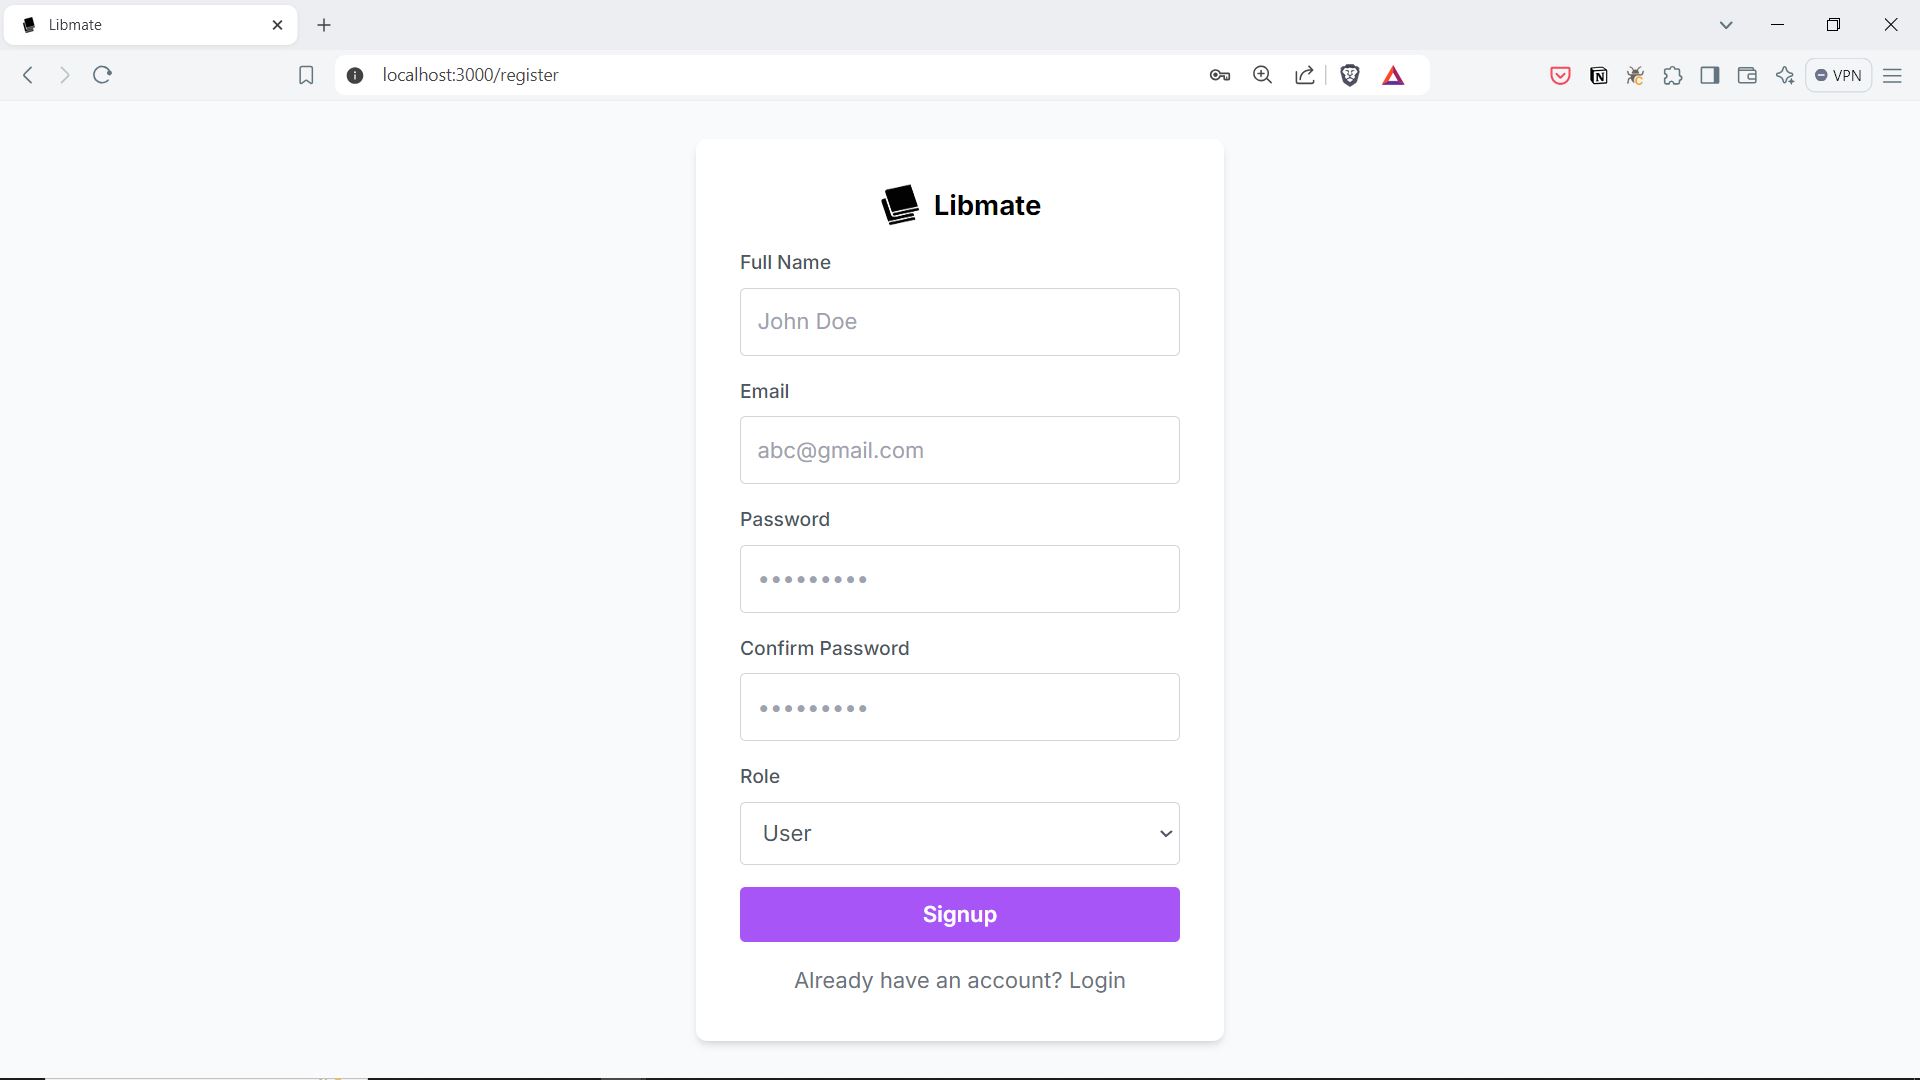 Libmate
localhost:3000/register
VPN
Libmate
Full Name
John Doe
Email
abc@gmail.com
Password
•••••••••
Confirm Password
•••••••••
Role
User
Signup
Already have an account? Login